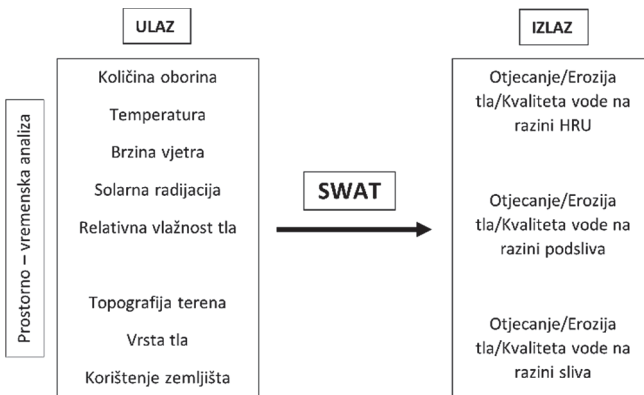 ULAZ
IZLAZ
Prostorno – vremenska analiza
Količina oborina
Temperatura
Brzina vjetra
Solarna radijacija
Relativna vlažnost tla
Topografija terena
Vrsta tla
Korištenje zemljišta
SWAT
Otjecanje/Erozija
tla/Kvaliteta vode na
razini HRU
Otjecanje/Erozija
tla/Kvaliteta vode na
razini podsliva
Otjecanje/Erozija
tla/Kvaliteta vode na
razini sliva